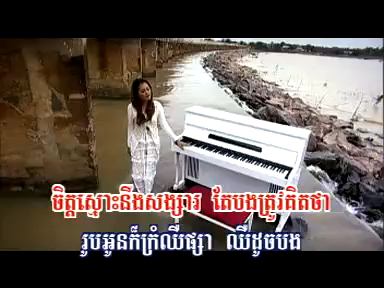 ចិត្តស្មោះនឹងសង្សារ តែបងត្រូវគិតថា
រូបអូនក៏ក្រំឈឺផ្សា ឈឺដូចបង